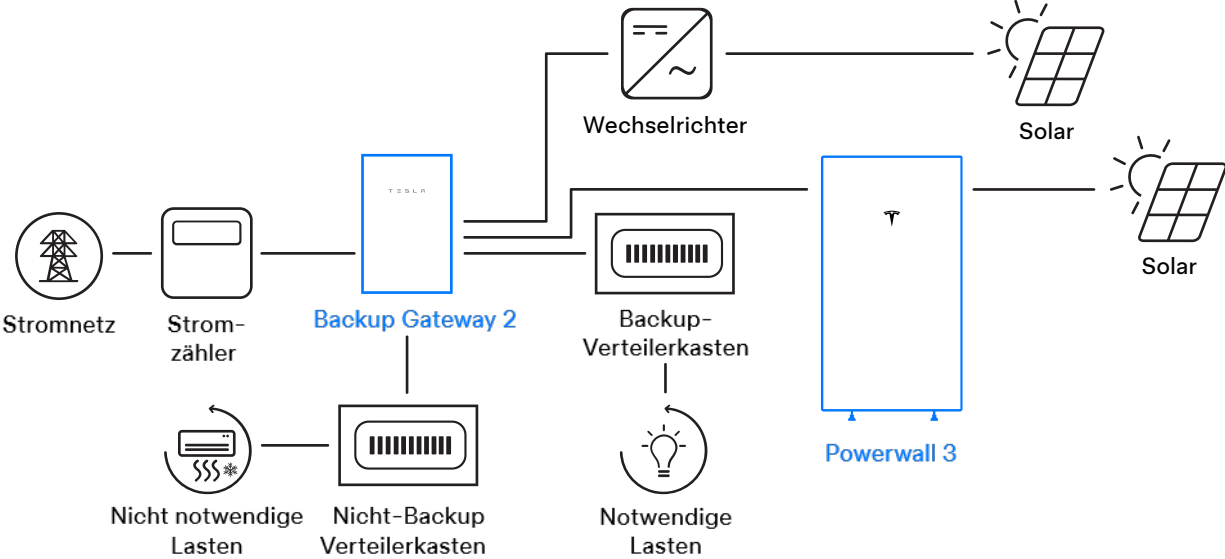 Wechselrichter
Solar
TESLA
Solar
Stromnetz
Strom-
zähler
Backup Gateway 2
Backup-
Verteilerkasten
Powerwall 3
Nicht notwendige
Lasten
Nicht-Backup
Verteilerkasten
Notwendige
Lasten